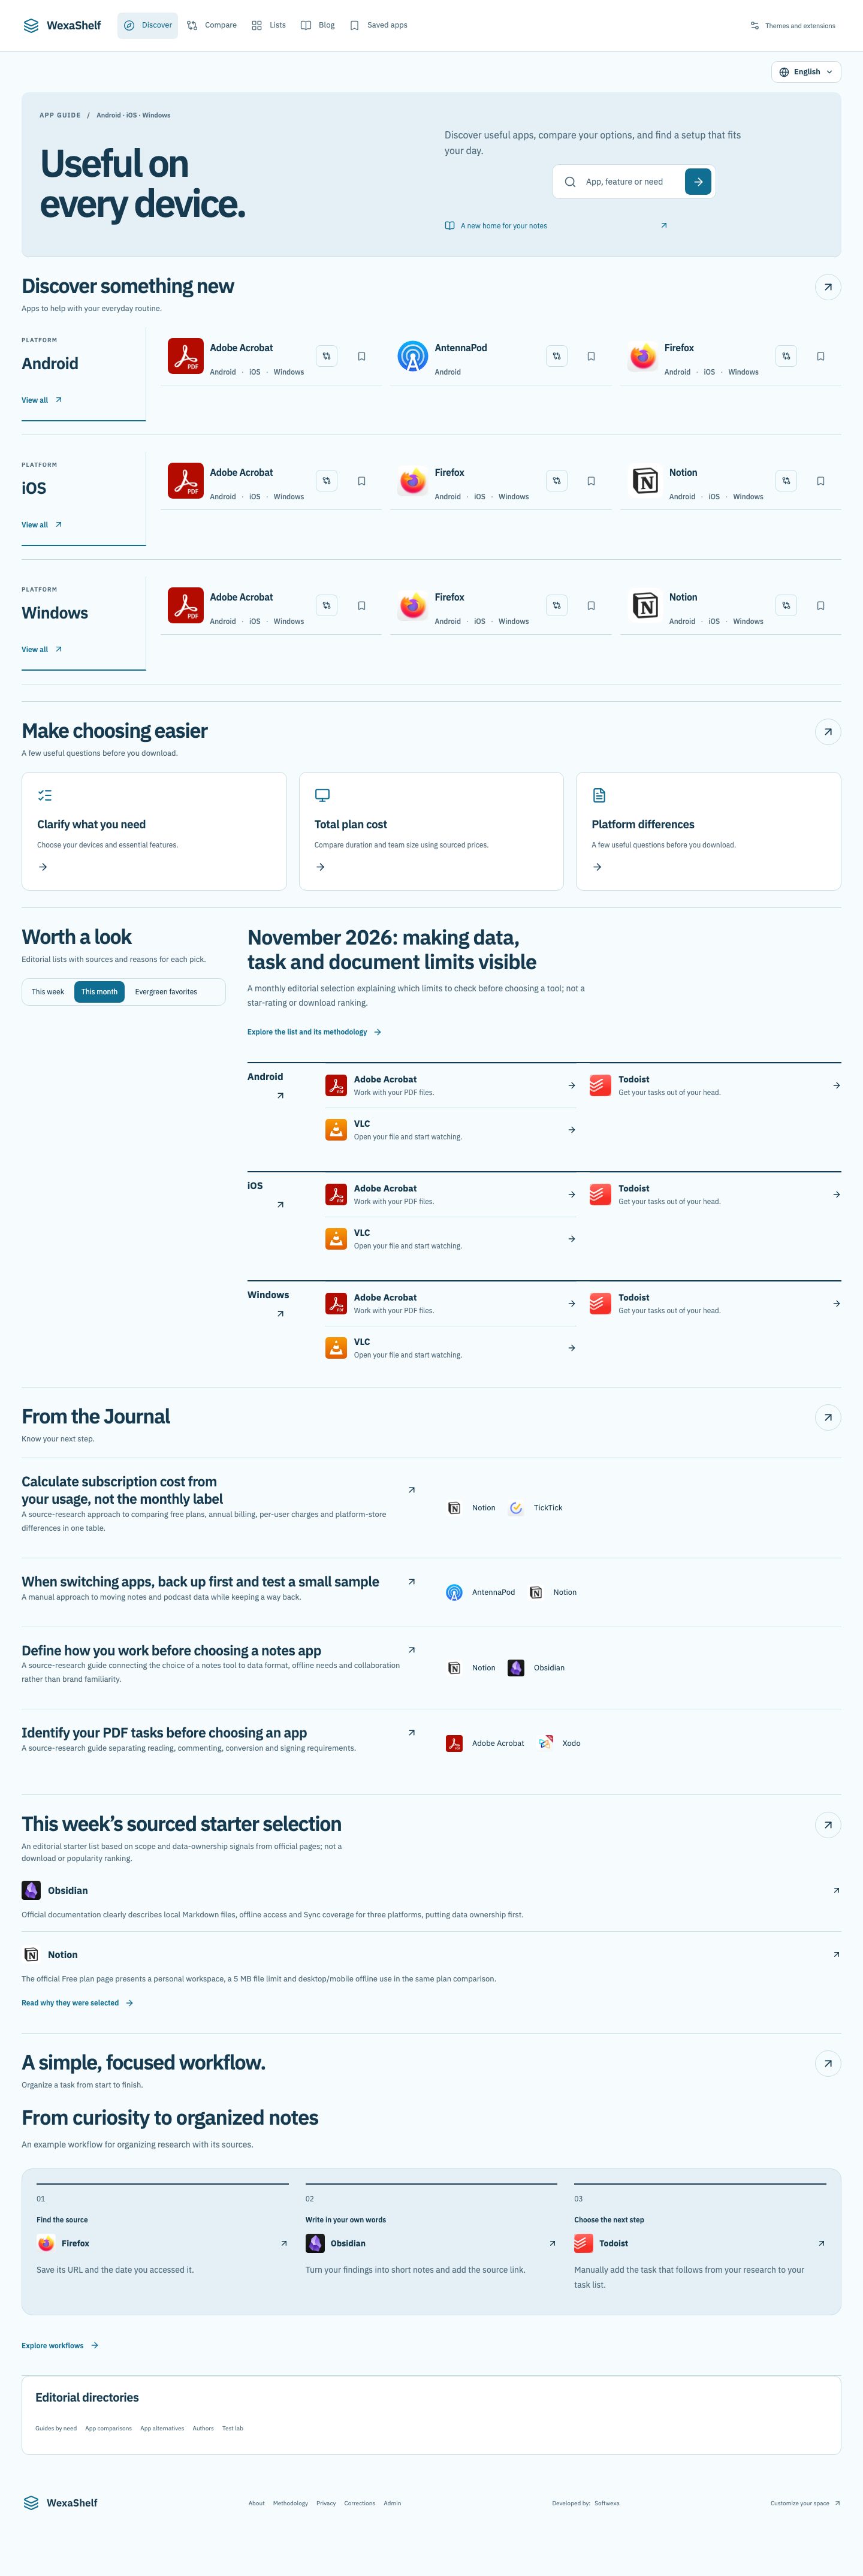 WexaShelf
Discover
Compare
Lists
Blog
Saved apps
Themes and extensions
English
APP GUIDE / Android · iOS · Windows
Useful on
every device.
Discover useful apps, compare your options, and find a setup that fits
your day.
App, feature or need
A new home for your notes
Discover something new
Apps to help with your everyday routine.
PLATFORM
Android
View all
Adobe Acrobat
Android · iOS · Windows
AntennaPod
Android
Firefox
Android · iOS · Windows
PLATFORM
iOS
View all
Adobe Acrobat
Android · iOS · Windows
Firefox
Android · iOS · Windows
Notion
Android · iOS · Windows
PLATFORM
Windows
View all
Adobe Acrobat
Android · iOS · Windows
Firefox
Android · iOS · Windows
Notion
Android · iOS · Windows
Make choosing easier
A few useful questions before you download.
Clarify what you need
Choose your devices and essential features.
Total plan cost
Compare duration and team size using sourced prices.
Platform differences
A few useful questions before you download.
Worth a look
Editorial lists with sources and reasons for each pick.
This week
This month
Evergreen favorites
November 2026: making data,
task and document limits visible
A monthly editorial selection explaining which limits to check before choosing a tool; not a
star-rating or download ranking.
Explore the list and its methodology
Android
Adobe Acrobat
Work with your PDF files.
Todoist
Get your tasks out of your head.
VLC
Open your file and start watching.
iOS
Adobe Acrobat
Work with your PDF files.
Todoist
Get your tasks out of your head.
VLC
Open your file and start watching.
Windows
Adobe Acrobat
Work with your PDF files.
Todoist
Get your tasks out of your head.
VLC
Open your file and start watching.
From the Journal
Know your next step.
Calculate subscription cost from
your usage, not the monthly label
A source-research approach to comparing free plans, annual billing, per-user charges and platform-store
differences in one table.
Notion
TickTick
When switching apps, back up first and test a small sample
A manual approach to moving notes and podcast data while keeping a way back.
AntennaPod
Notion
Define how you work before choosing a notes app
A source-research guide connecting the choice of a notes tool to data format, offline needs and collaboration
rather than brand familiarity.
Notion
Obsidian
Identify your PDF tasks before choosing an app
A source-research guide separating reading, commenting, conversion and signing requirements.
Adobe Acrobat
Xodo
This week’s sourced starter selection
An editorial starter list based on scope and data-ownership signals from official pages; not a
download or popularity ranking.
Obsidian
Official documentation clearly describes local Markdown files, offline access and Sync coverage for three platforms, putting data ownership first.
Notion
The official Free plan page presents a personal workspace, a 5 MB file limit and desktop/mobile offline use in the same plan comparison.
Read why they were selected
A simple, focused workflow.
Organize a task from start to finish.
From curiosity to organized notes
An example workflow for organizing research with its sources.
01
Find the source
Firefox
Save its URL and the date you accessed it.
02
Write in your own words
Obsidian
Turn your findings into short notes and add the source link.
03
Choose the next step
Todoist
Manually add the task that follows from your research to your
task list.
Explore workflows
Editorial directories
Guides by need
App comparisons
App alternatives
Authors
Test lab
WexaShelf
About
Methodology
Privacy
Corrections
Admin
Developed by: Softwexa
Customize your space